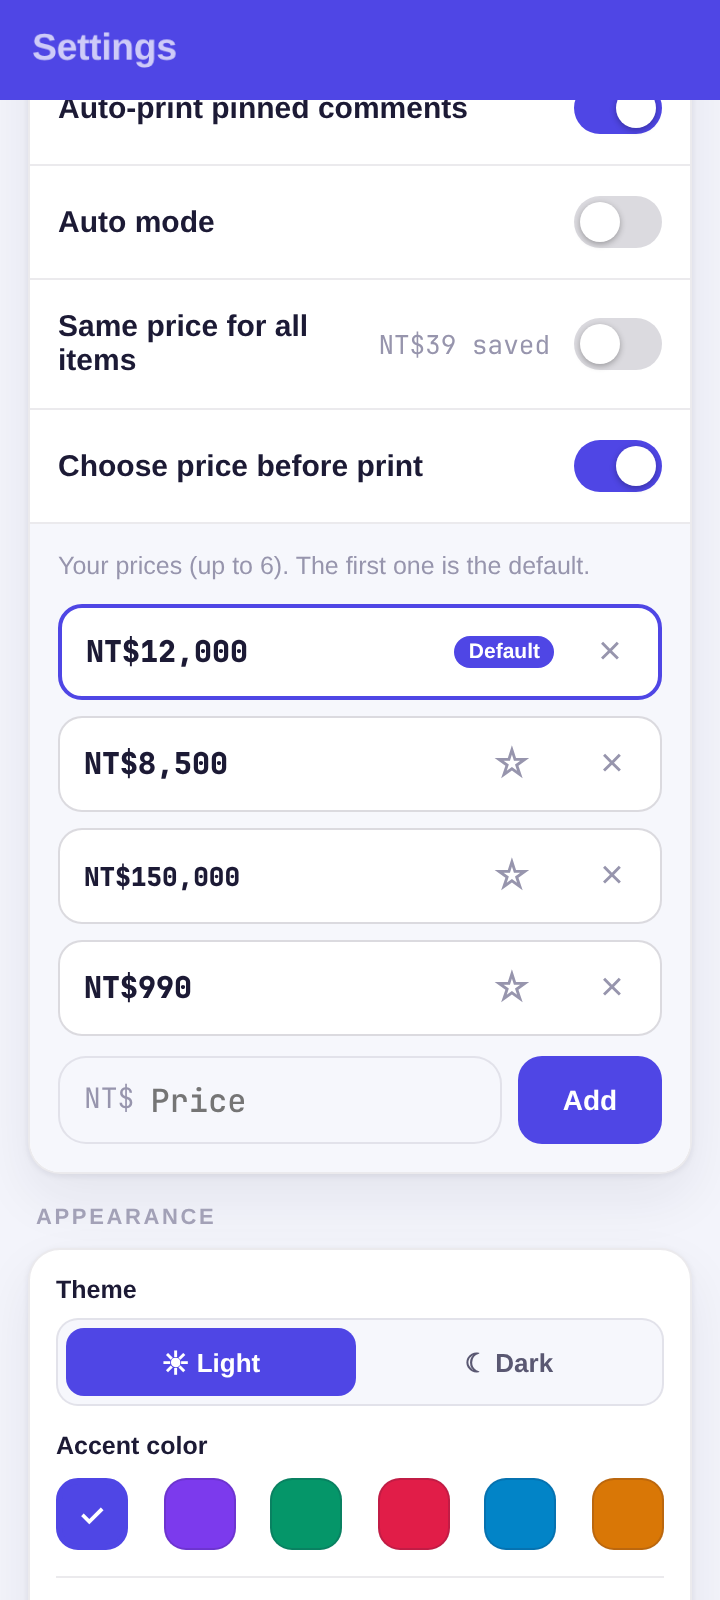 Settings
Auto-print pinned comments
Auto mode
Same price for all
items
NT$39 saved
Choose price before print
Your prices (up to 6). The first one is the default.
NT$12,000 Default ✕
NT$8,500 ☆ ✕
NT$150,000 ☆ ✕
NT$990 ☆ ✕
NT$ Price Add
APPEARANCE
Theme
☀ Light ☾ Dark
Accent color